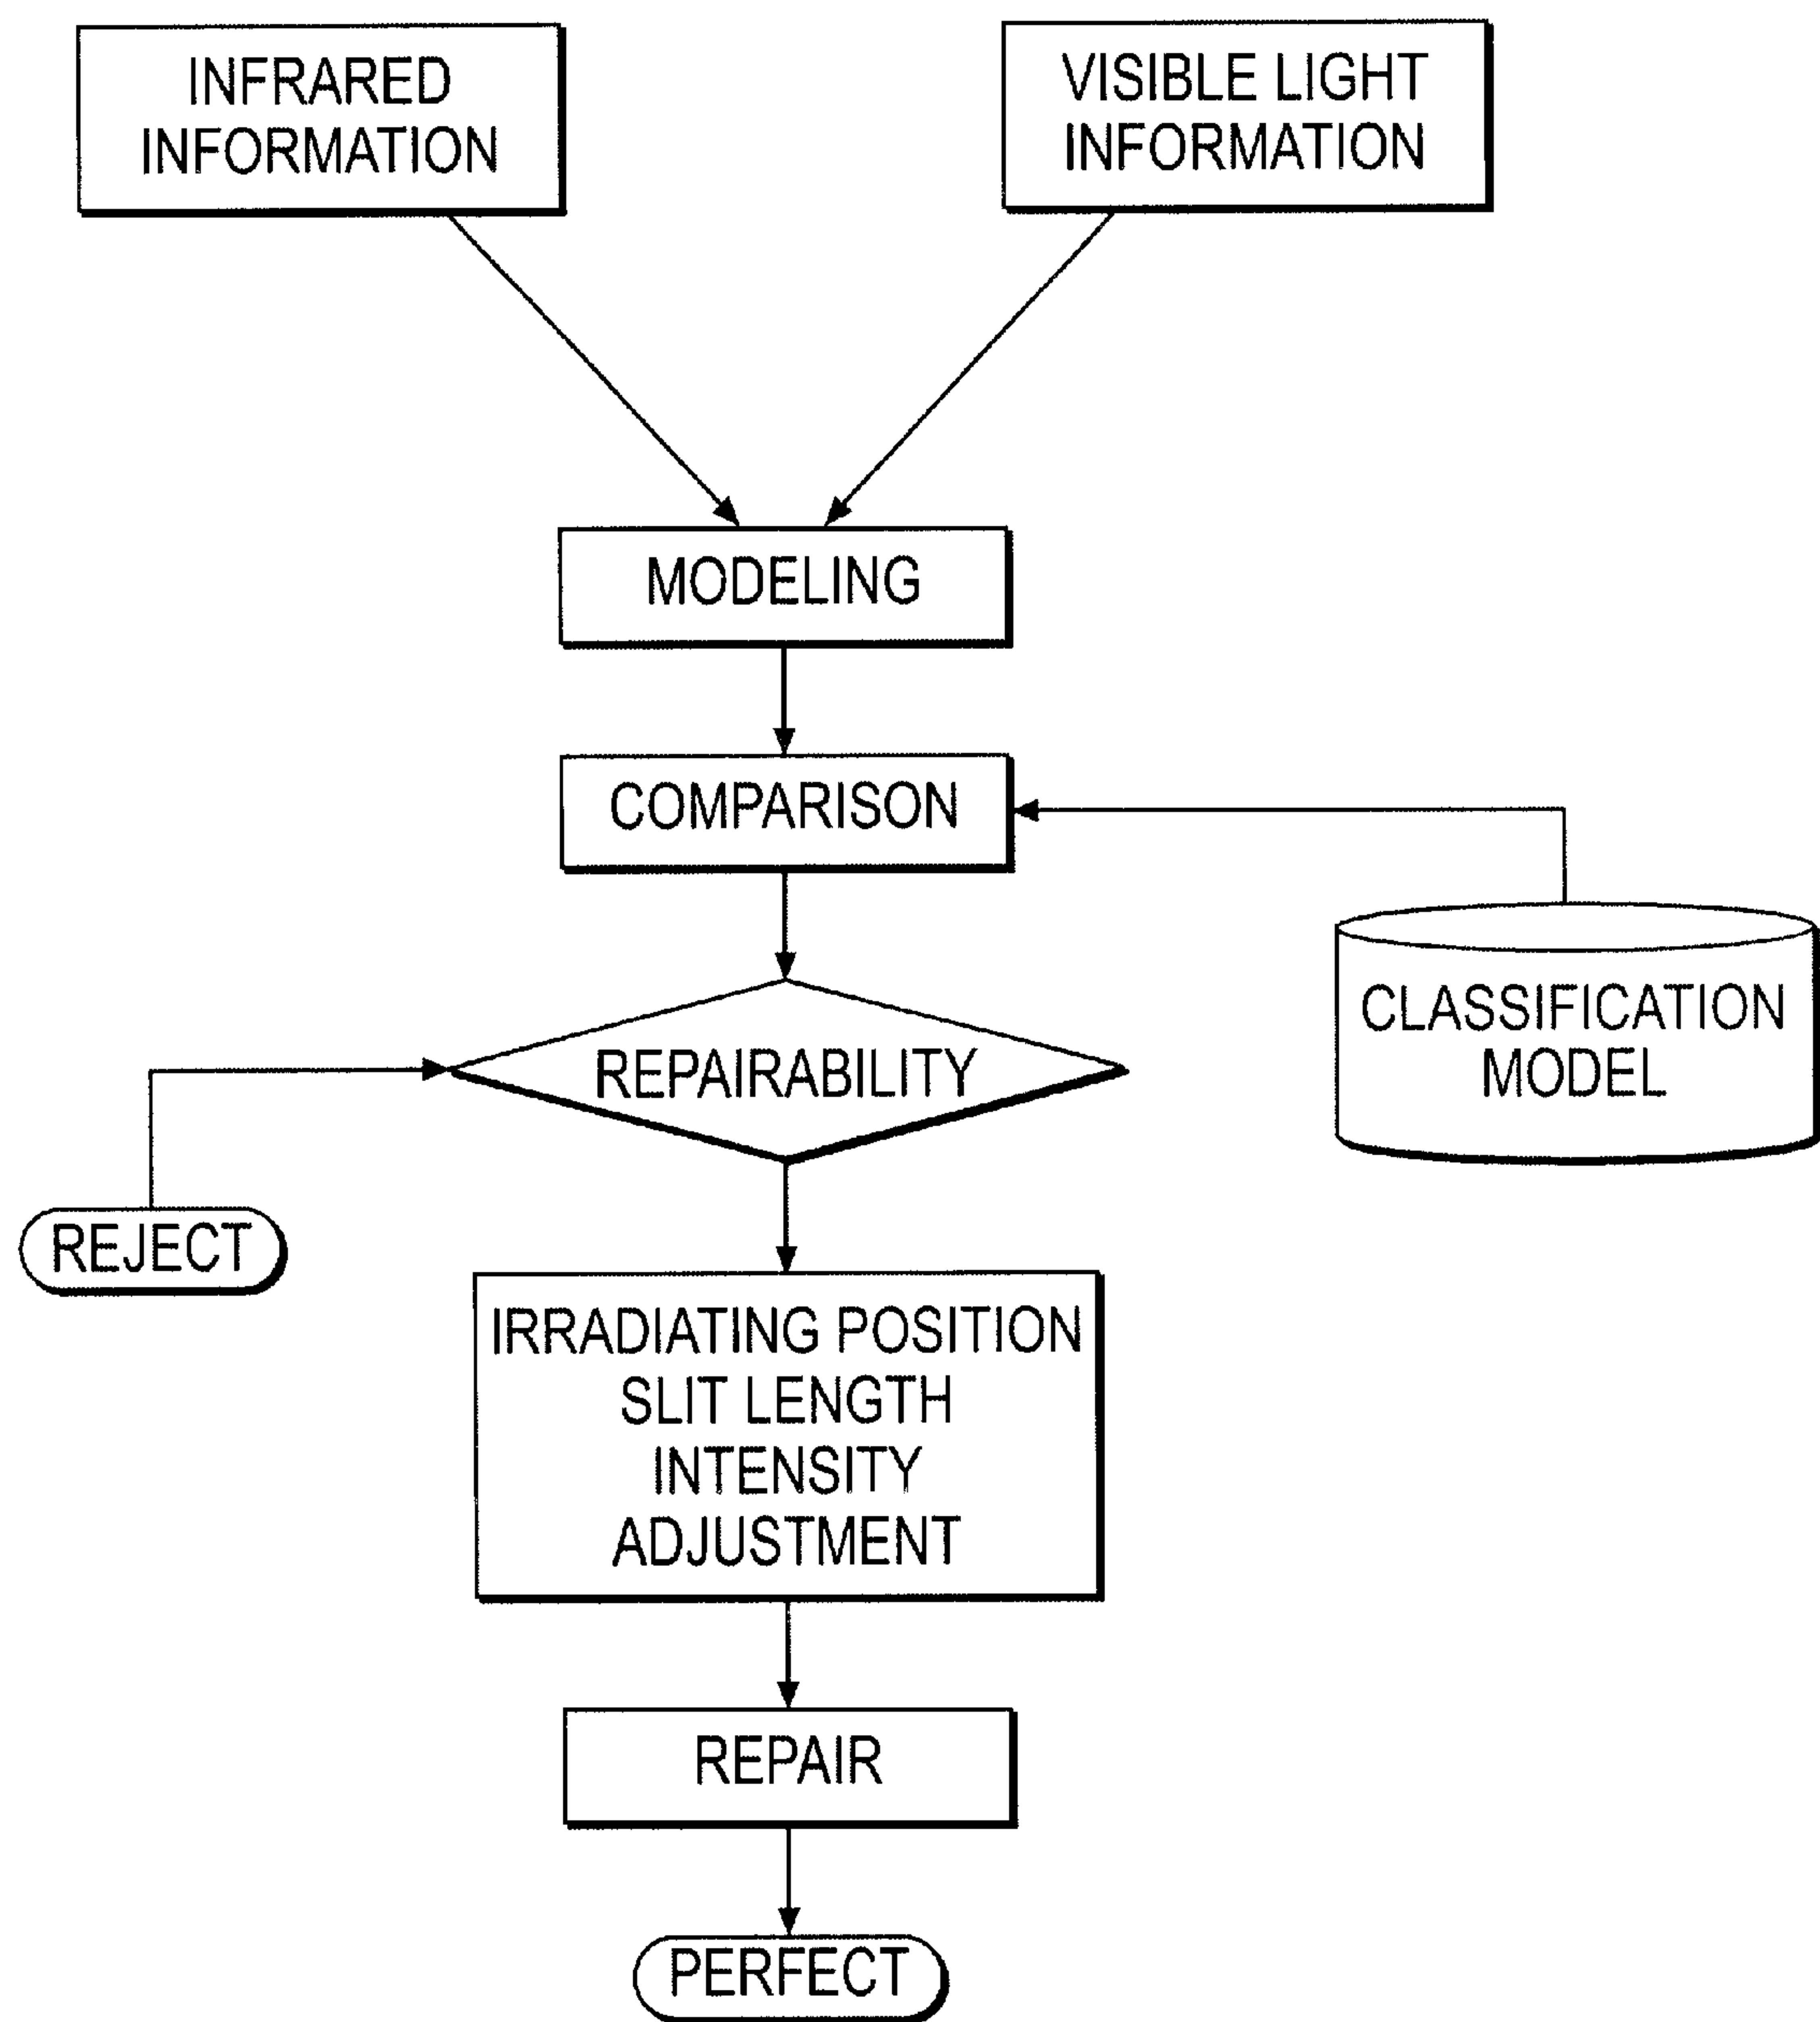 INFRARED
INFORMATION
VISIBLE LIGHT
INFORMATION
MODELING
COMPARISON
CLASSIFICATION
MODEL
REPAIRABILITY
REJECT
IRRADIATING POSITION
SLIT LENGTH
INTENSITY
ADJUSTMENT
REPAIR
PERFECT